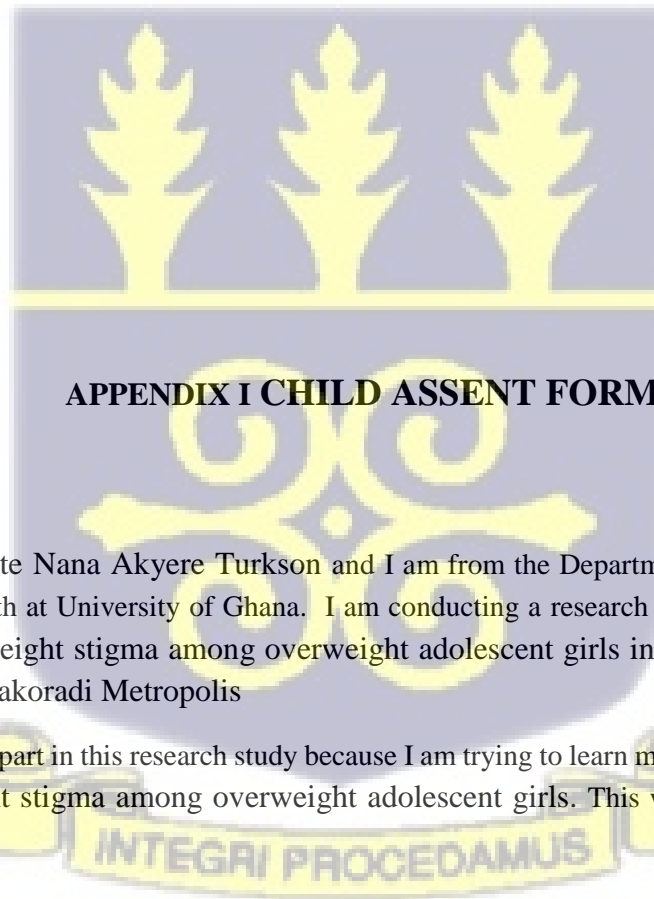 APPENDIX I CHILD ASSENT FORM
te Nana Akyere Turkson and I am from the Departm
th at University of Ghana. I am conducting a research
eight stigma among overweight adolescent girls in
akoradi Metropolis
part in this research study because I am trying to learn m
t stigma among overweight adolescent girls. This w
INTEGRI PROCEDAMUS